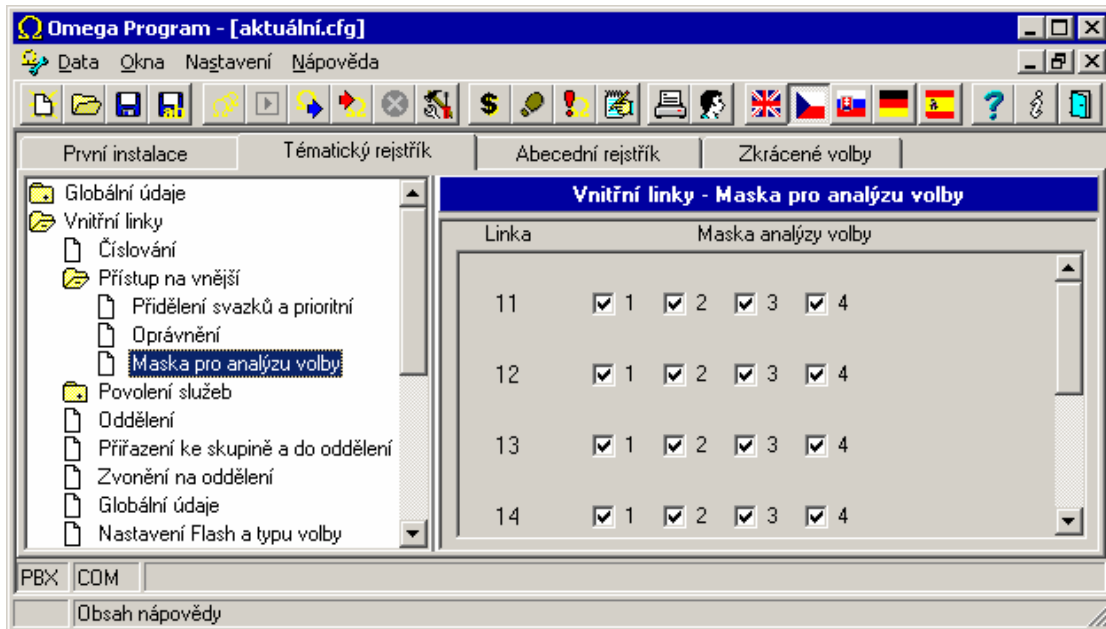 Omega Program - [aktuální.cfg]
Data Okna Nastavení Nápověda
První instalace Tématický rejstřík Abecední rejstřík Zkrácené volby
Globální údaje
Vnitřní linky
Číslování
Přístup na vnější
Přidělení svazků a prioritní
Oprávnění
Maska pro analýzu volby
Povolení služeb
Oddělení
Přiřazení ke skupině a do oddělení
Zvonění na oddělení
Globální údaje
Nastavení Flash a typu volby
Vnitřní linky - Maska pro analýzu volby
Linka Maska analýzy volby
11 1 2 3 4
12 1 2 3 4
13 1 2 3 4
14 1 2 3 4
PBX COM
Obsah nápovědy